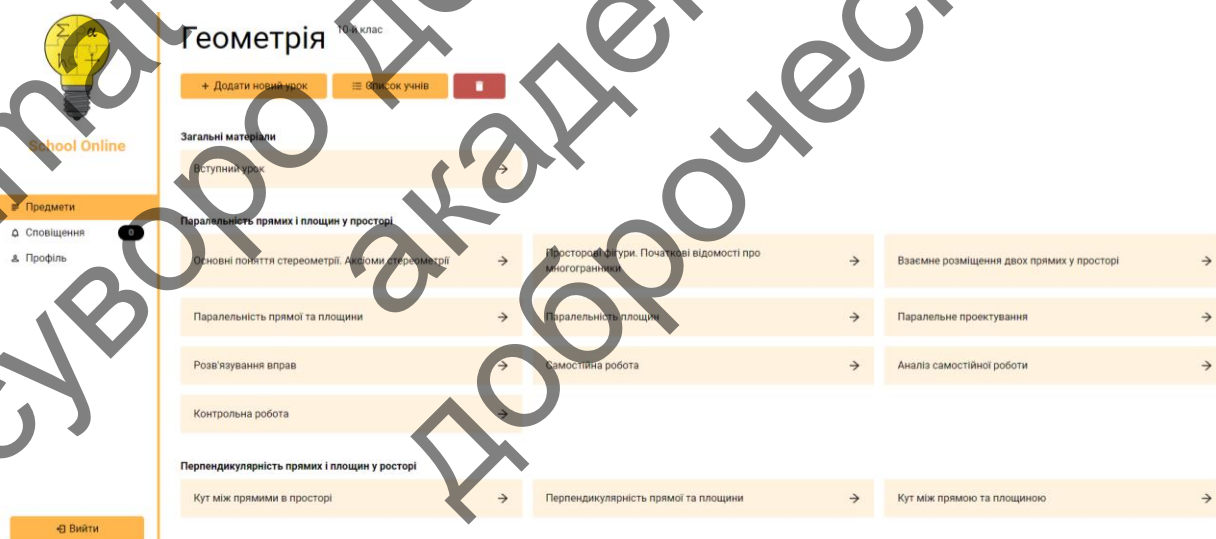 Σ α
School Online
Предмети
Сповіщення 0
Профіль
Вийти
Геометрія 10-й клас
+ Додати новий урок
Список учнів
Загальні матеріали
Вступний урок
Паралельність прямих і площин у просторі
Основні поняття стереометрії. Аксіоми стереометрії
Просторові фігури. Початкові відомості про
многогранники
Взаємне розміщення двох прямих у просторі
Паралельність прямої та площини
Паралельність площин
Паралельне проектування
Розв'язування вправ
Самостійна робота
Аналіз самостійної роботи
Контрольна робота
Перпендикулярність прямих і площин у росторі
Кут між прямими в просторі
Перпендикулярність прямої та площини
Кут між прямою та площиною